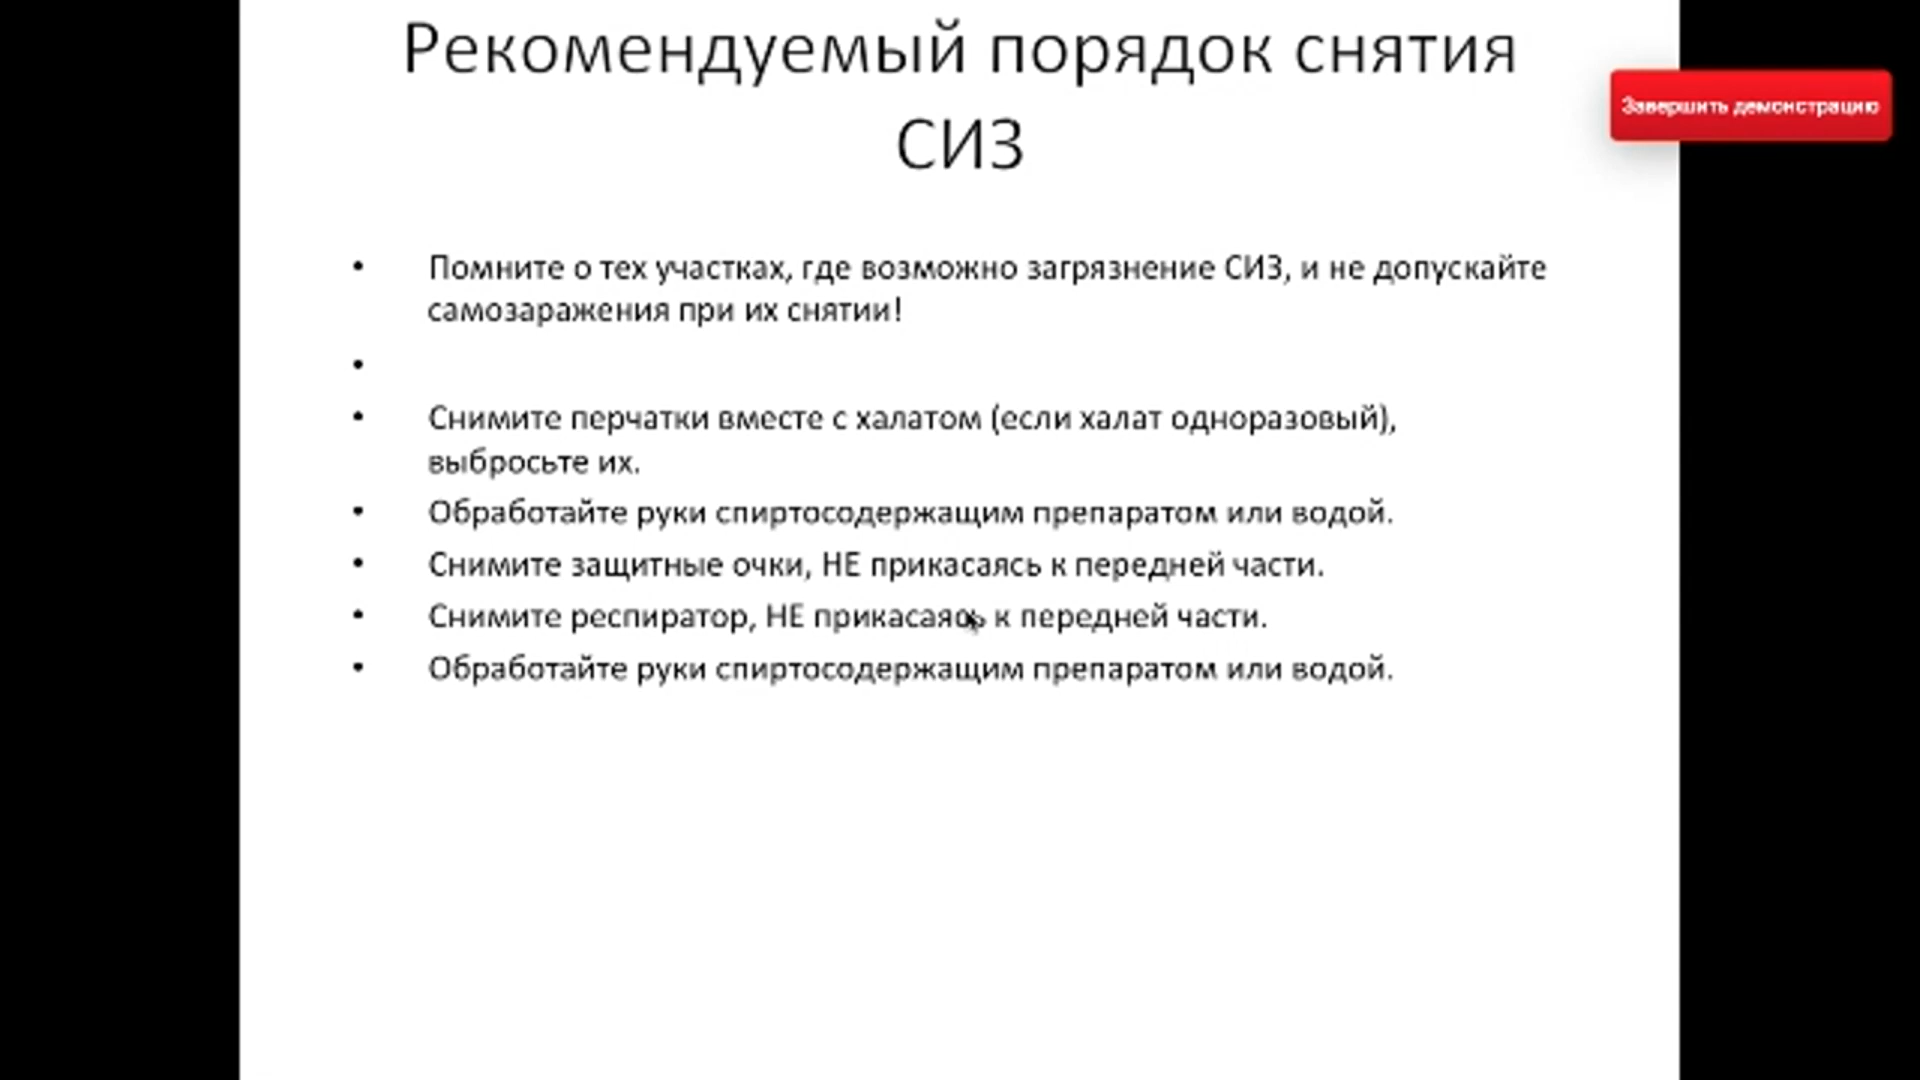 Рекомендуемый порядок снятия
СИЗ
Завершить демонстрацию
• Помните о тех участках, где возможно загрязнение СИЗ, и не допускайте
самозаражения при их снятии!
•
• Снимите перчатки вместе с халатом (если халат одноразовый),
выбросьте их.
• Обработайте руки спиртосодержащим препаратом или водой.
• Снимите защитные очки, НЕ прикасаясь к передней части.
• Снимите респиратор, НЕ прикасаясь к передней части.
• Обработайте руки спиртосодержащим препаратом или водой.